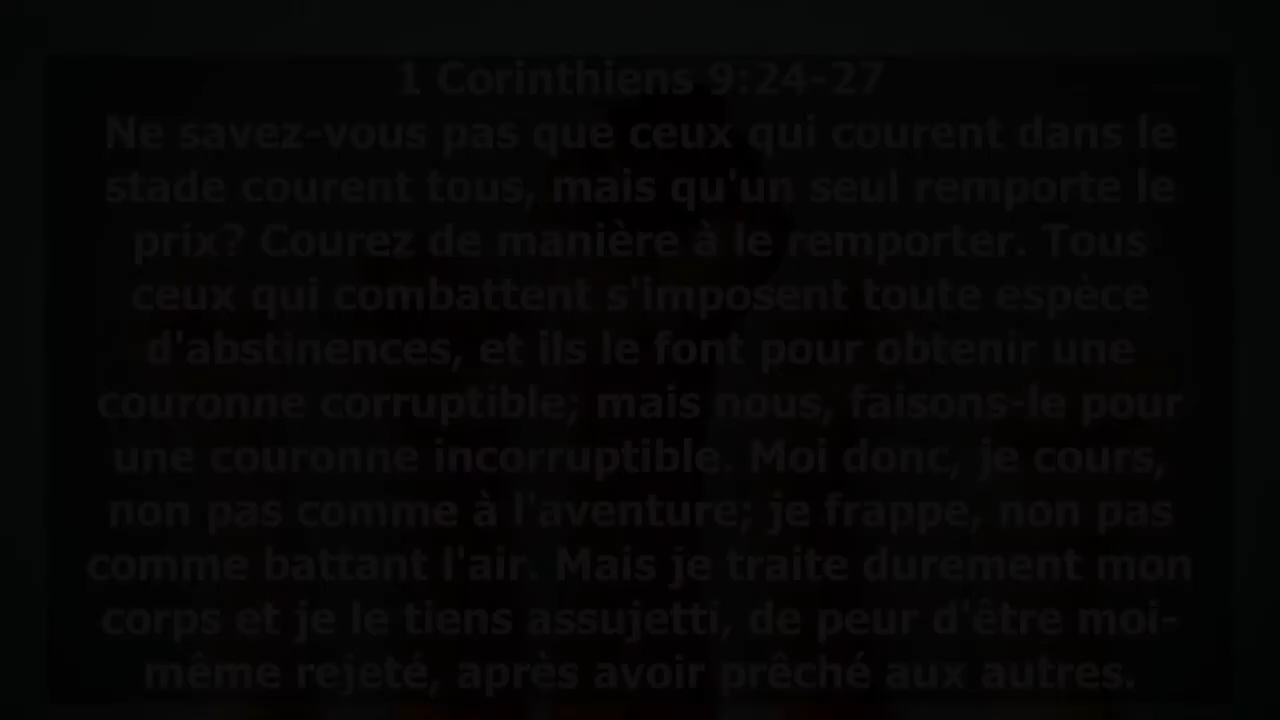 1 Corinthiens 9:24-27
Ne savez-vous pas que ceux qui courent dans le
stade courent tous, mais qu'un seul remporte le
prix? Courez de manière à le remporter. Tous
ceux qui combattent s'imposent toute espèce
d'abstinences, et ils le font pour obtenir une
couronne corruptible; mais nous, faisons-le pour
une couronne incorruptible. Moi donc, je cours,
non pas comme à l'aventure; je frappe, non pas
comme battant l'air. Mais je traite durement mon
corps et je le tiens assujetti, de peur d'être moi-
même rejeté, après avoir prêché aux autres.